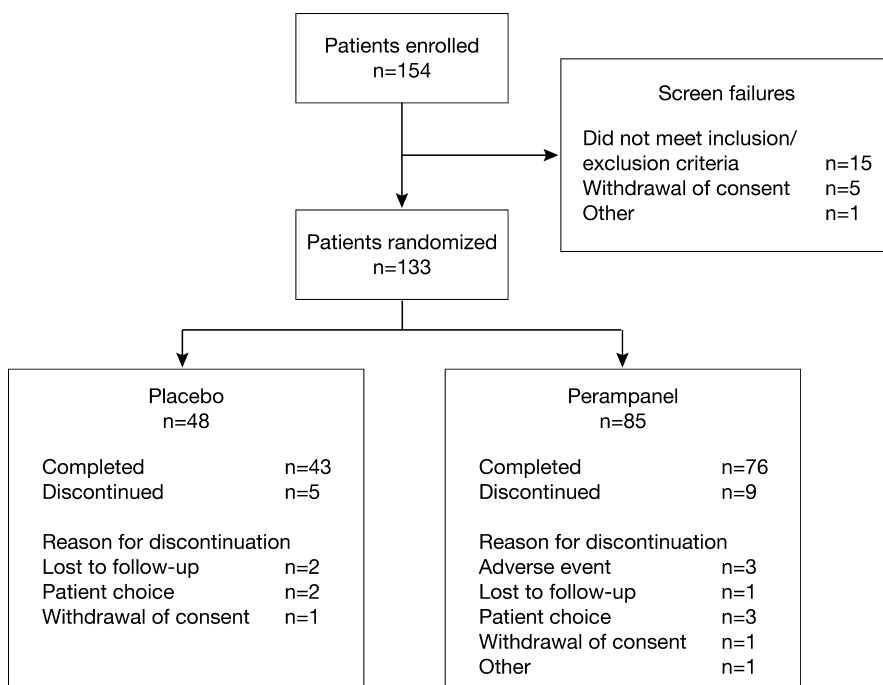 Patients enrolled
n=154
Screen failures
Did not meet inclusion/
exclusion criteria n=15
Withdrawal of consent n=5
Other n=1
Patients randomized
n=133
Placebo
n=48
Completed n=43
Discontinued n=5
Reason for discontinuation
Lost to follow-up n=2
Patient choice n=2
Withdrawal of consent n=1
Perampanel
n=85
Completed n=76
Discontinued n=9
Reason for discontinuation
Adverse event n=3
Lost to follow-up n=1
Patient choice n=3
Withdrawal of consent n=1
Other n=1